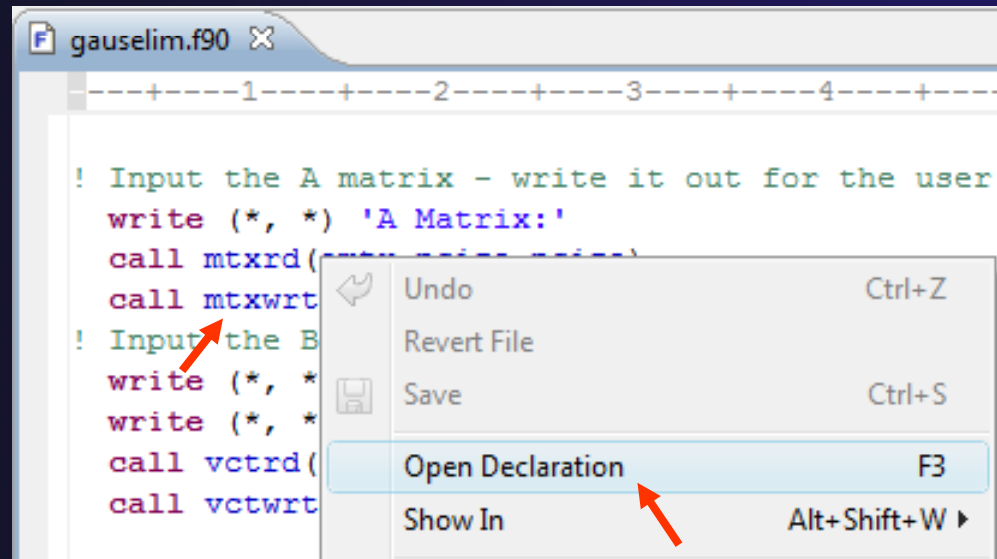 gauselim.f90
----+----1----+----2----+----3----+----4----+----
! Input the A matrix - write it out for the user
write (*, *) 'A Matrix:'
call mtxrd(
call mtxwrt
! Input the B
write (*, *
write (*, *
call vctrd(
call vctwrt
Undo Ctrl+Z
Revert File
Save Ctrl+S
Open Declaration F3
Show In Alt+Shift+W